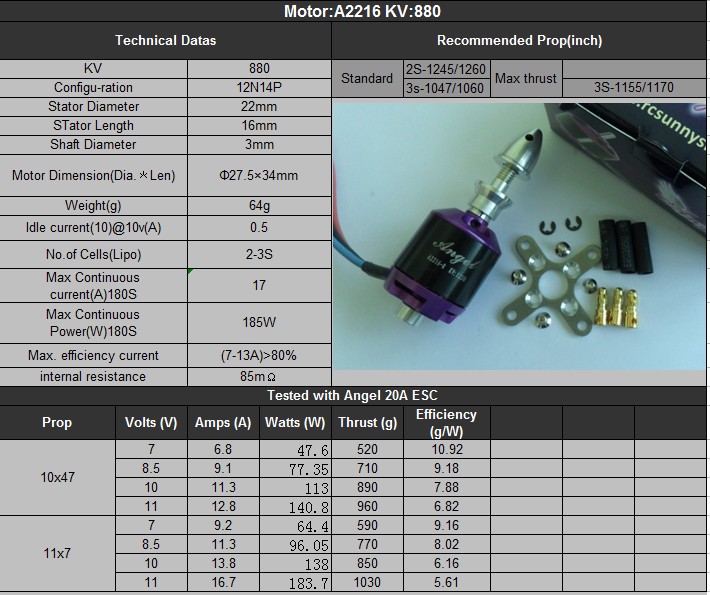 Motor:A2216 KV:880
Technical Datas Recommended Prop(inch)
KV 880 Standard 2S-1245/1260 Max thrust
Configu-ration 12N14P 3s-1047/1060 3S-1155/1170
Stator Diameter 22mm
STator Length 16mm
Shaft Diameter 3mm
Motor Dimension(Dia.※Len) Φ27.5×34mm
Weight(g) 64g
Idle current(10)@10v(A) 0.5
No.of Cells(Lipo) 2-3S
Max Continuous
current(A)180S 17
Max Continuous
Power(W)180S 185W
Max. efficiency current (7-13A)>80%
internal resistance 85mΩ
rcsunnys
Angel
Tested with Angel 20A ESC
Prop Volts (V) Amps (A) Watts (W) Thrust (g) Efficiency
(g/W)
10x47 7 6.8 47.6 520 10.92
8.5 9.1 77.35 710 9.18
10 11.3 113 890 7.88
11 12.8 140.8 960 6.82
11x7 7 9.2 64.4 590 9.16
8.5 11.3 96.05 770 8.02
10 13.8 138 850 6.16
11 16.7 183.7 1030 5.61